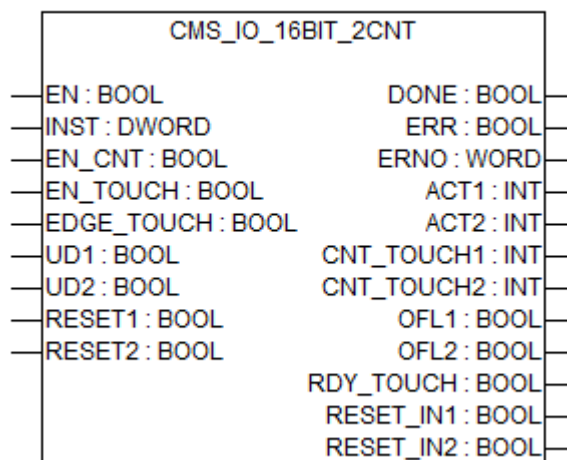 CMS_IO_16BIT_2CNT
EN : BOOL DONE : BOOL
INST : DWORD ERR : BOOL
EN_CNT : BOOL ERNO : WORD
EN_TOUCH : BOOL ACT1 : INT
EDGE_TOUCH : BOOL ACT2 : INT
UD1 : BOOL CNT_TOUCH1 : INT
UD2 : BOOL CNT_TOUCH2 : INT
RESET1 : BOOL OFL1 : BOOL
RESET2 : BOOL OFL2 : BOOL
RDY_TOUCH : BOOL
RESET_IN1 : BOOL
RESET_IN2 : BOOL